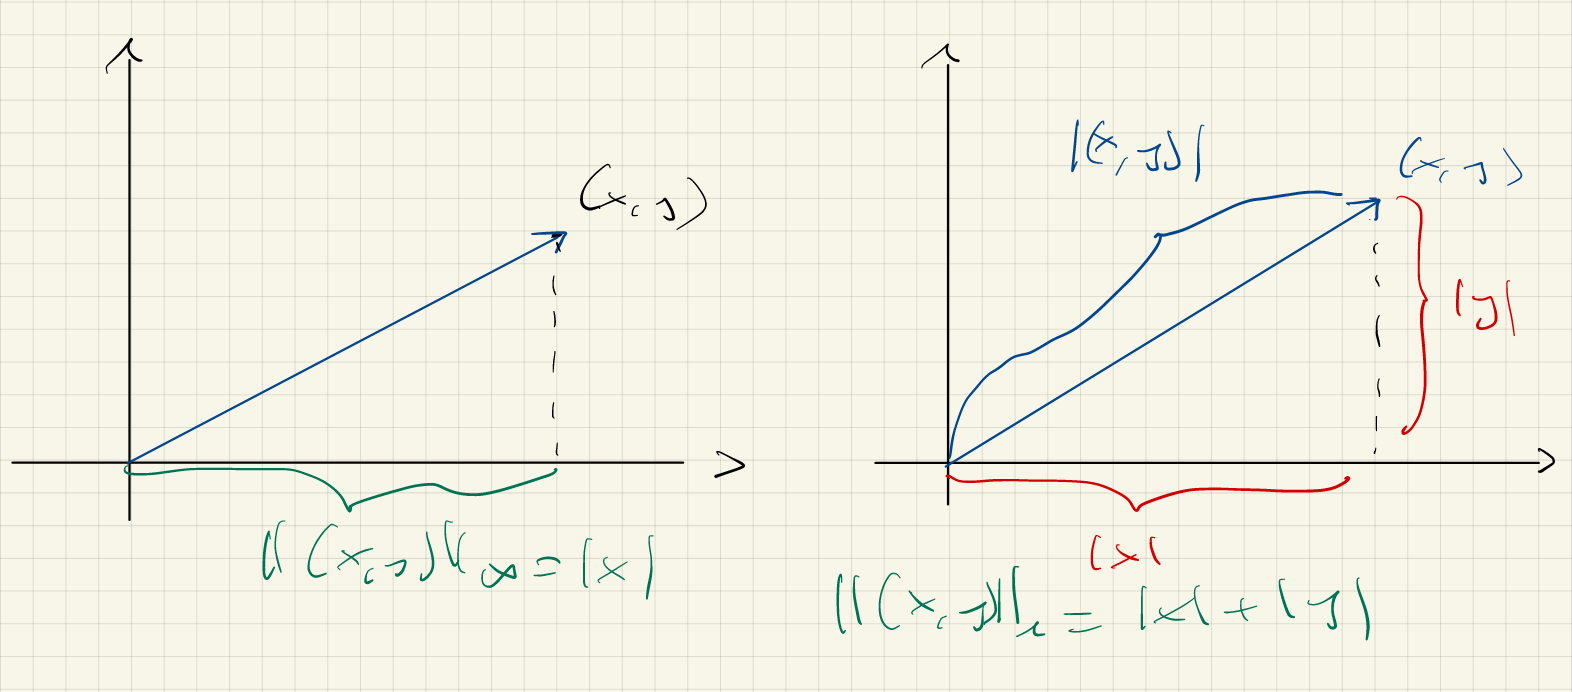 (x, y)
‖(x, y)‖∞ = |x|
|(x, y)|
(x, y)
|y|
|x|
‖(x, y)‖₁ = |x| + |y|